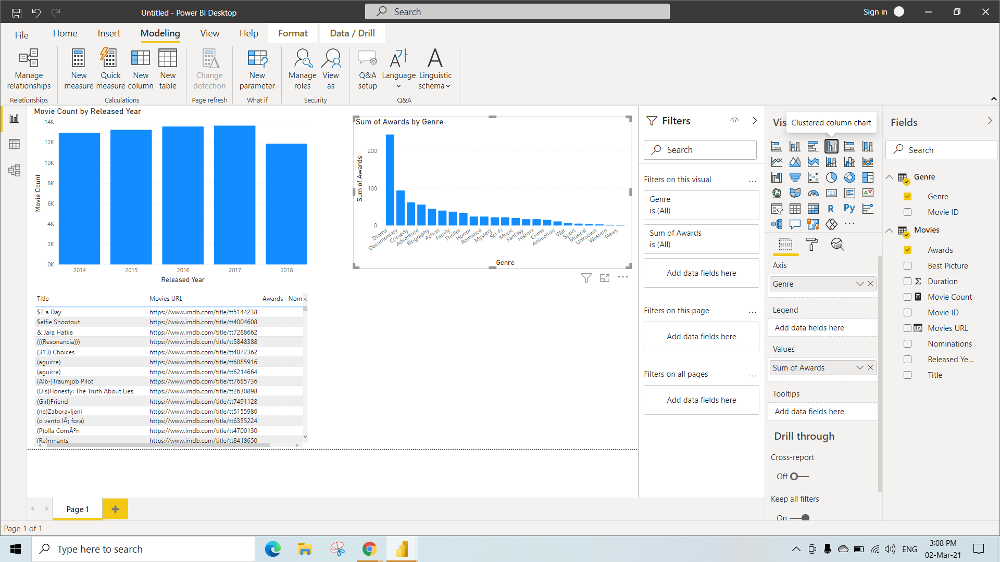 Untitled - Power BI Desktop
Search
Sign in
File
Home
Insert
Modeling
View
Help
Format
Data / Drill
Manage relationships
New measure
Quick measure
New column
New table
Change detection
New parameter
Manage roles
View as
Q&A setup
Language
Linguistic schema
Relationships
Calculations
Page refresh
What if
Security
Q&A
Movie Count by Released Year
14K
12K
10K
8K
6K
4K
2K
0K
Movie Count
2014
2015
2016
2017
2018
Released Year
Sum of Awards by Genre
Sum of Awards
200
100
0
Drama
Documentary
Comedy
Adventure
Biography
Action
Family
Thriller
Horror
Romance
Mystery
Sci-Fi
Music
Fantasy
History
Crime
Animation
War
Sport
Musical
Unknown
Western
News
Genre
Title Movies URL Awards Nomi
$2 a Day https://www.imdb.com/title/tt5144238
$elfie Shootout https://www.imdb.com/title/tt4004608
& Jara Hatke https://www.imdb.com/title/tt7288662
(((Resonancia))) https://www.imdb.com/title/tt5848388
(313) Choices https://www.imdb.com/title/tt4872362
(aguirre) https://www.imdb.com/title/tt6085916
(aguirre) https://www.imdb.com/title/tt6214664
(Alb-)Traumjob Pilot https://www.imdb.com/title/tt7685736
(Dis)Honesty: The Truth About Lies https://www.imdb.com/title/tt2630898
(Girl)Friend https://www.imdb.com/title/tt7491128
(ne)Zaboravljeni https://www.imdb.com/title/tt5155986
(o vento lÃ¡ fora) https://www.imdb.com/title/tt6355224
(P)olla ComÃºn https://www.imdb.com/title/tt4700130
(Re)mnants https://www.imdb.com/title/tt8418650
Filters
Search
Filters on this visual ...
Genre
is (All)
Sum of Awards
is (All)
Add data fields here
Filters on this page ...
Add data fields here
Filters on all pages ...
Add data fields here
Vis
Clustered column chart
123
R
Py
...
Axis
Genre
Legend
Add data fields here
Values
Sum of Awards
Tooltips
Add data fields here
Drill through
Cross-report
Off
Keep all filters
On
Fields
Search
Genre
Genre
Movie ID
Movies
Awards
Best Picture
Σ Duration
Movie Count
Movie ID
Movies URL
Nominations
Released Ye...
Title
Page 1
+
Page 1 of 1
Type here to search
ENG
3:08 PM
02-Mar-21